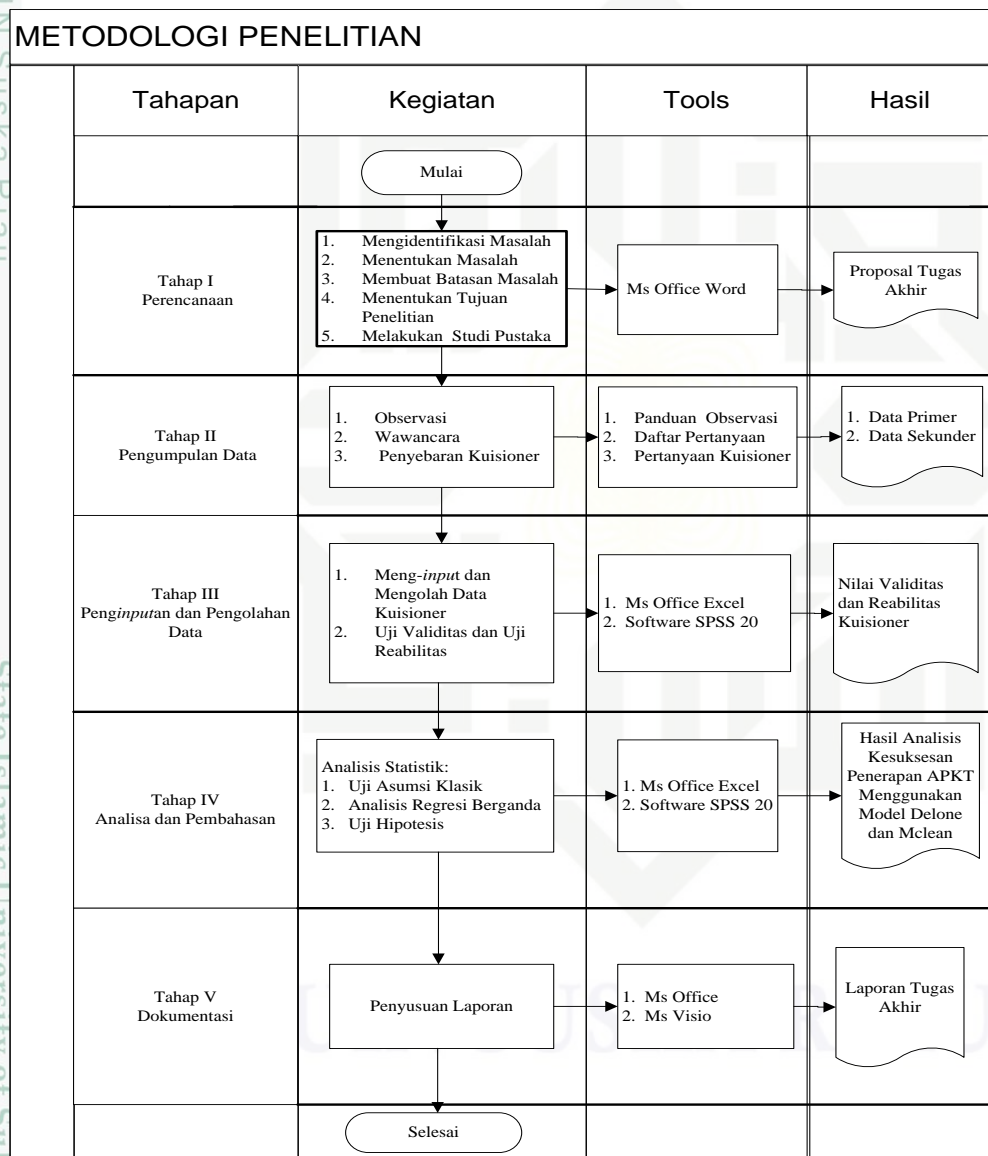 METODOLOGI PENELITIAN
Tahapan
Kegiatan
Tools
Hasil
Mulai
Tahap I
Perencanaan
1. Mengidentifikasi Masalah
2. Menentukan Masalah
3. Membuat Batasan Masalah
4. Menentukan Tujuan
Penelitian
5. Melakukan Studi Pustaka
Ms Office Word
Proposal Tugas
Akhir
Tahap II
Pengumpulan Data
1. Observasi
2. Wawancara
3. Penyebaran Kuisioner
1. Panduan Observasi
2. Daftar Pertanyaan
3. Pertanyaan Kuisioner
1. Data Primer
2. Data Sekunder
Tahap III
Penginputan dan Pengolahan
Data
1. Meng-input dan
Mengolah Data
Kuisioner
2. Uji Validitas dan Uji
Reabilitas
1. Ms Office Excel
2. Software SPSS 20
Nilai Validitas
dan Reabilitas
Kuisioner
Tahap IV
Analisa dan Pembahasan
Analisis Statistik:
1. Uji Asumsi Klasik
2. Analisis Regresi Berganda
3. Uji Hipotesis
1. Ms Office Excel
2. Software SPSS 20
Hasil Analisis
Kesuksesan
Penerapan APKT
Menggunakan
Model Delone
dan Mclean
Tahap V
Dokumentasi
Penyusuan Laporan
1. Ms Office
2. Ms Visio
Laporan Tugas
Akhir
Selesai